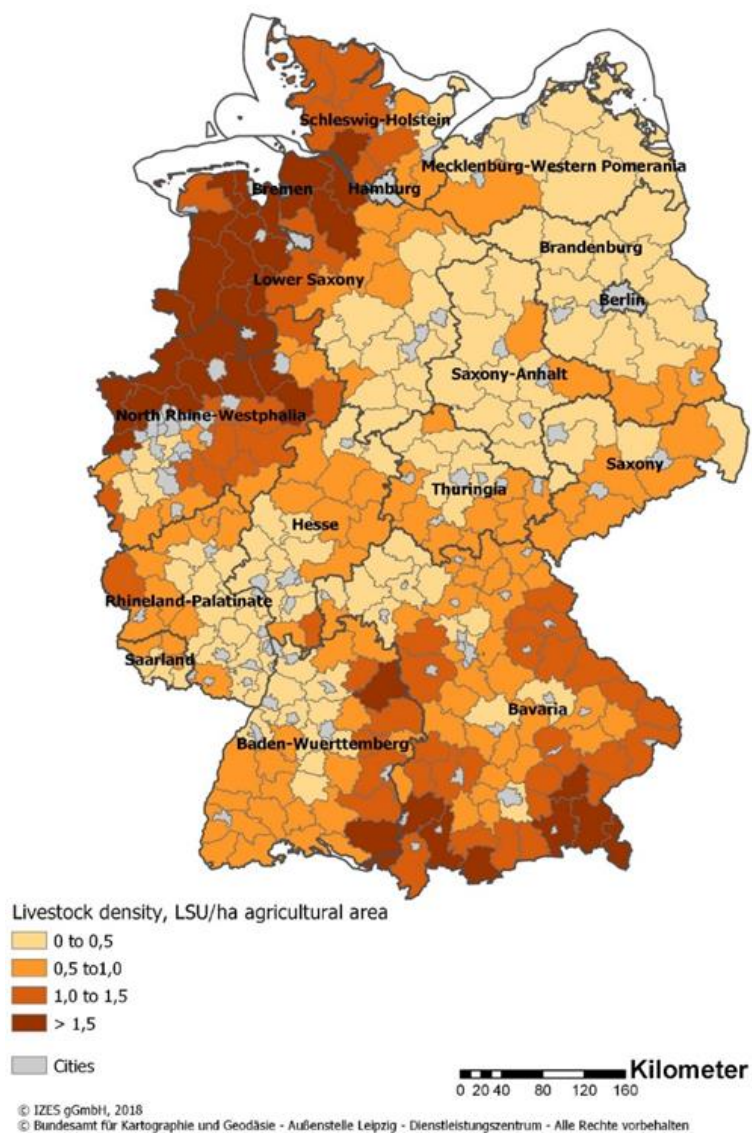 Schleswig-Holstein
Mecklenburg-Western Pomerania
Bremen
Hamburg
Brandenburg
Lower Saxony
Berlin
Saxony-Anhalt
North Rhine-Westphalia
Saxony
Thuringia
Hesse
Rhineland-Palatinate
Saarland
Bavaria
Baden-Wuerttemberg
Livestock density, LSU/ha agricultural area
0 to 0,5
0,5 to1,0
1,0 to 1,5
> 1,5
Cities
Kilometer
0 20 40 80 120 160
© IZES gGmbH, 2018
© Bundesamt für Kartographie und Geodäsie - Außenstelle Leipzig - Dienstleistungszentrum - Alle Rechte vorbehalten